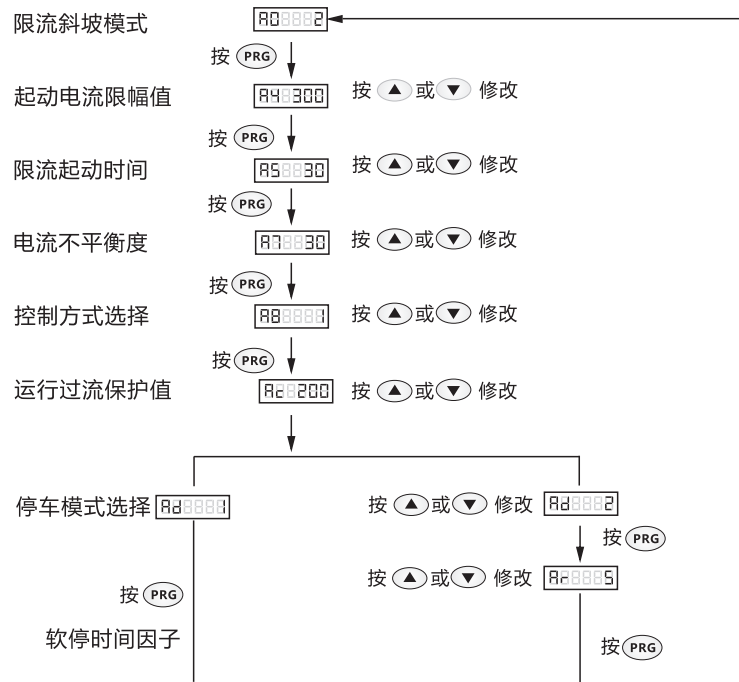 限流斜坡模式 A0 2
按 PRG
起动电流限幅值 A4 300 按 ▲ 或 ▼ 修改
按 PRG
限流起动时间 A5 30 按 ▲ 或 ▼ 修改
按 PRG
电流不平衡度 A7 30 按 ▲ 或 ▼ 修改
按 PRG
控制方式选择 A8 1 按 ▲ 或 ▼ 修改
按 PRG
运行过流保护值 Ac 200 按 ▲ 或 ▼ 修改
停车模式选择 Ad 1 按 ▲ 或 ▼ 修改 Ad 2
按 PRG
按 ▲ 或 ▼ 修改 Ar 5
按 PRG
软停时间因子
按 PRG